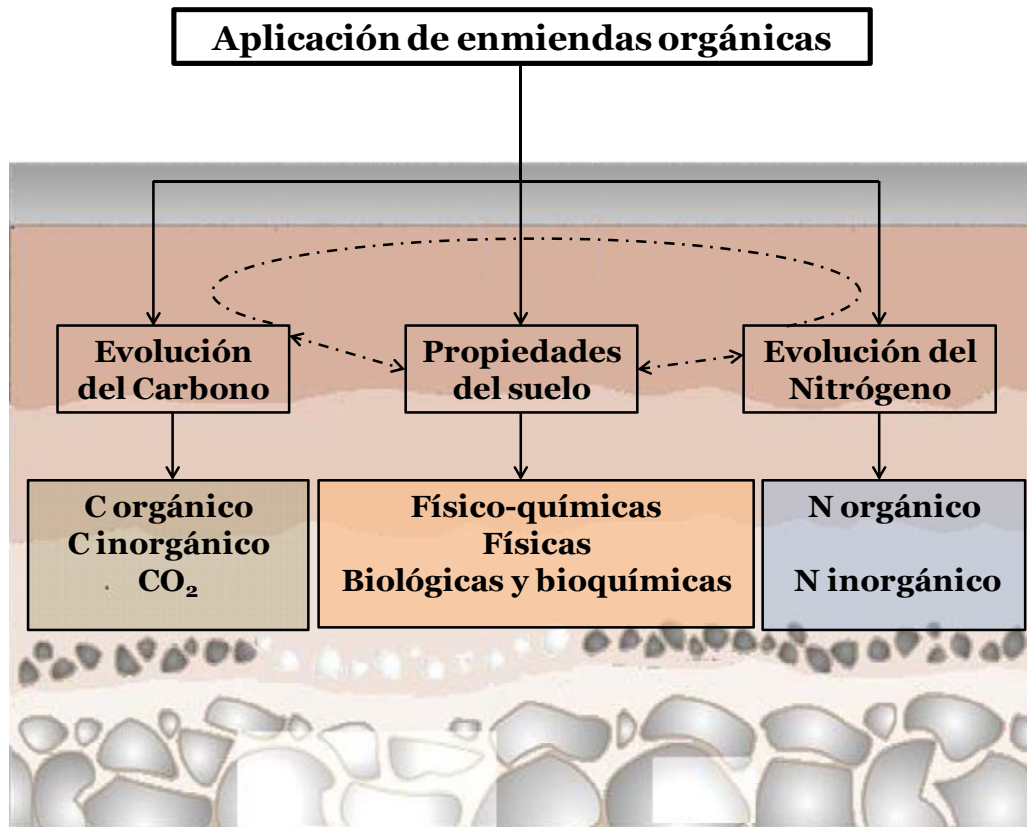 Aplicación de enmiendas orgánicas
Evolución
del Carbono
Propiedades
del suelo
Evolución del
Nitrógeno
C orgánico
C inorgánico
CO₂
Físico-químicas
Físicas
Biológicas y bioquímicas
N orgánico
N inorgánico